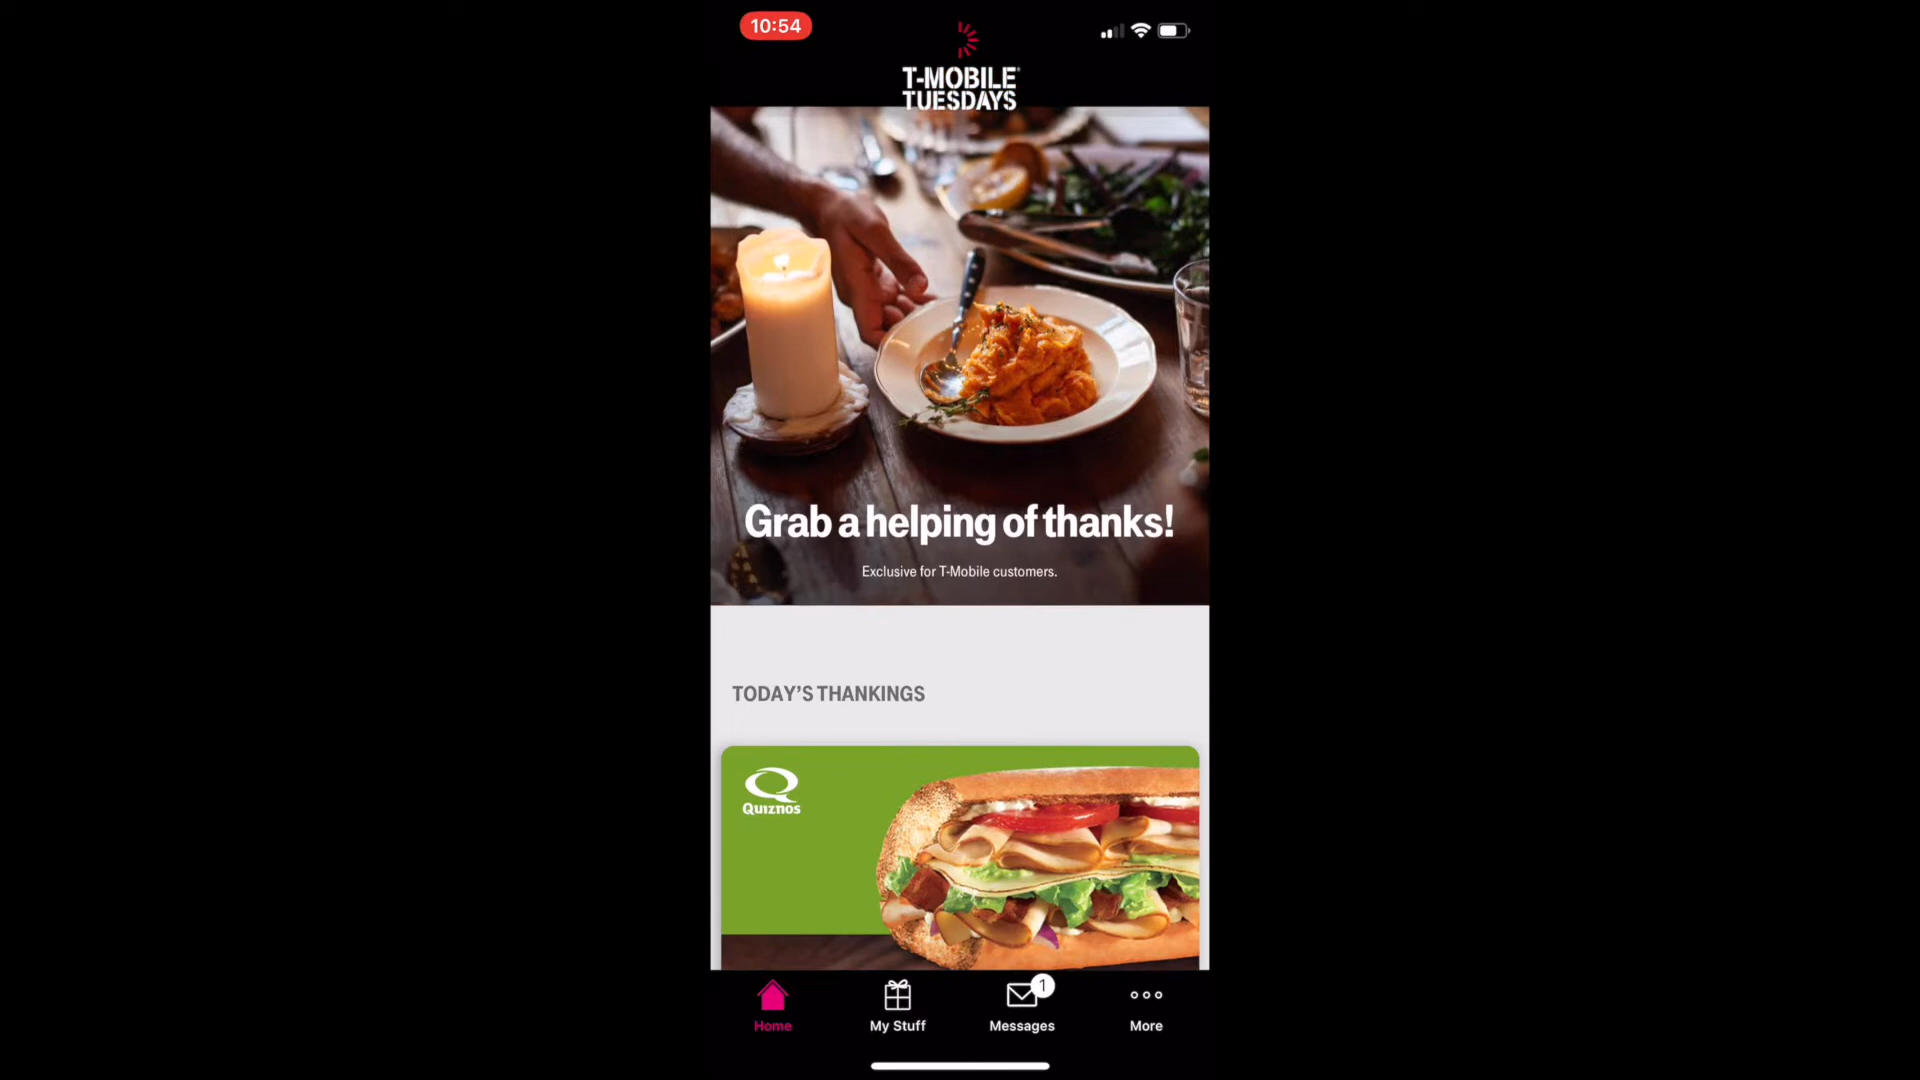 10:54
T-MOBILE
TUESDAYS
Grab a helping of thanks!
Exclusive for T-Mobile customers.
TODAY'S THANKINGS
QUIZNOS
1
Home
My Stuff
Messages
More